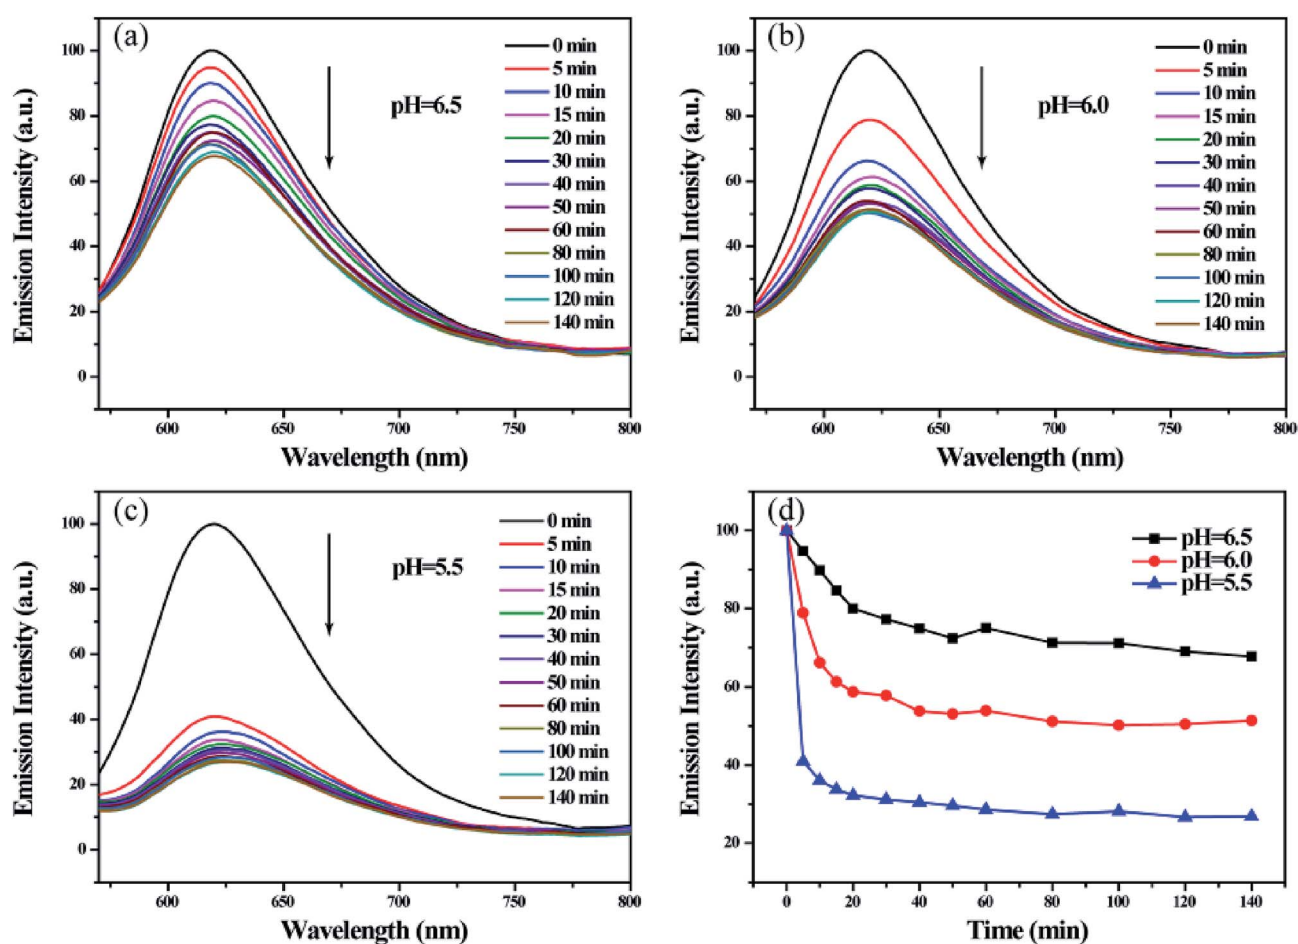 (a)
0 min
5 min
10 min
15 min
20 min
30 min
40 min
50 min
60 min
80 min
100 min
120 min
140 min
pH=6.5
Emission Intensity (a.u.)
100
80
60
40
20
0
600
650
700
750
800
Wavelength (nm)
(b)
0 min
5 min
10 min
15 min
20 min
30 min
40 min
50 min
60 min
80 min
100 min
120 min
140 min
pH=6.0
Emission Intensity (a.u.)
100
80
60
40
20
0
600
650
700
750
800
Wavelength (nm)
(c)
0 min
5 min
10 min
15 min
20 min
30 min
40 min
50 min
60 min
80 min
100 min
120 min
140 min
pH=5.5
Emission Intensity (a.u.)
100
80
60
40
20
0
600
650
700
750
800
Wavelength (nm)
(d)
pH=6.5
pH=6.0
pH=5.5
Emission Intensity (a.u.)
100
80
60
40
20
0
20
40
60
80
100
120
140
Time (min)